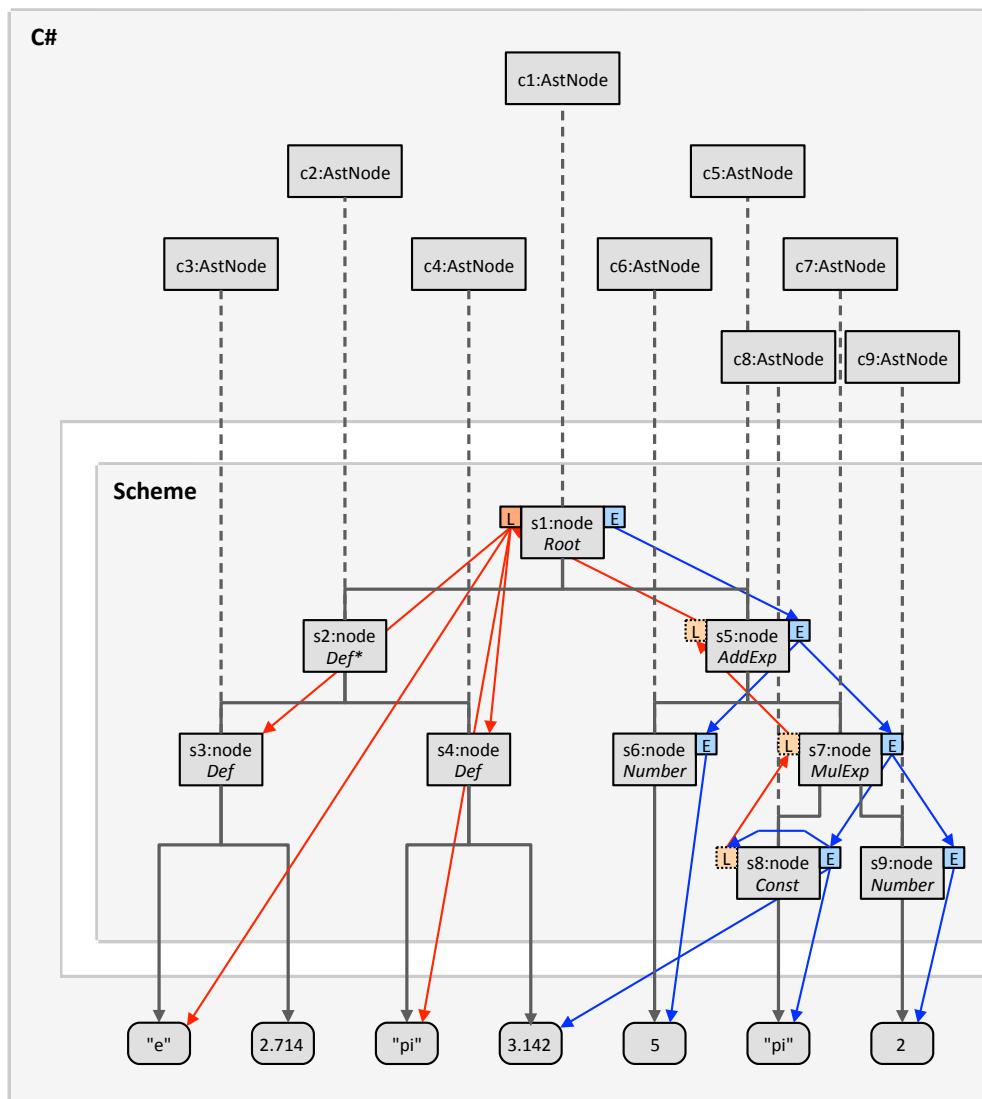 C#
c1:AstNode
c2:AstNode
c5:AstNode
c3:AstNode
c4:AstNode
c6:AstNode
c7:AstNode
c8:AstNode
c9:AstNode
Scheme
L
s1:node
Root
E
s2:node
Def*
L
s5:node
AddExp
E
s3:node
Def
s4:node
Def
s6:node
Number
E
L
s7:node
MulExp
E
L
s8:node
Const
E
s9:node
Number
E
"e"
2.714
"pi"
3.142
5
"pi"
2